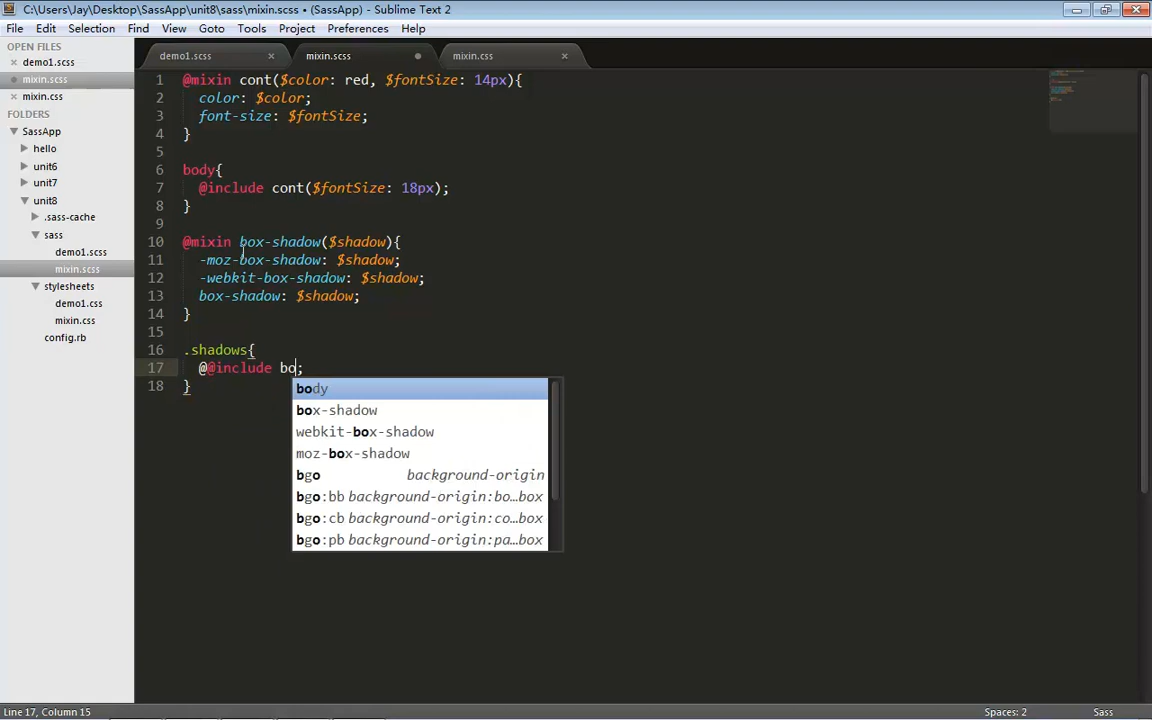 C:\Users\Jay\Desktop\SassApp\unit8\sass\mixin.scss • (SassApp) - Sublime Text 2
File Edit Selection Find View Goto Tools Project Preferences Help
OPEN FILES
demo1.scss
mixin.scss
mixin.css
FOLDERS
SassApp
hello
unit6
unit7
unit8
.sass-cache
sass
demo1.scss
mixin.scss
stylesheets
demo1.css
mixin.css
config.rb
demo1.scss mixin.scss mixin.css
1 @mixin cont($color: red, $fontSize: 14px){
2 color: $color;
3 font-size: $fontSize;
4 }
5
6 body{
7 @include cont($fontSize: 18px);
8 }
9
10 @mixin box-shadow($shadow){
11 -moz-box-shadow: $shadow;
12 -webkit-box-shadow: $shadow;
13 box-shadow: $shadow;
14 }
15
16 .shadows{
17 @@include bo;
18 }
body
box-shadow
webkit-box-shadow
moz-box-shadow
bgo background-origin
bgo:bb background-origin:bo…box
bgo:cb background-origin:co…box
bgo:pb background-origin:pa…box
Line 17, Column 15 Spaces: 2 Sass